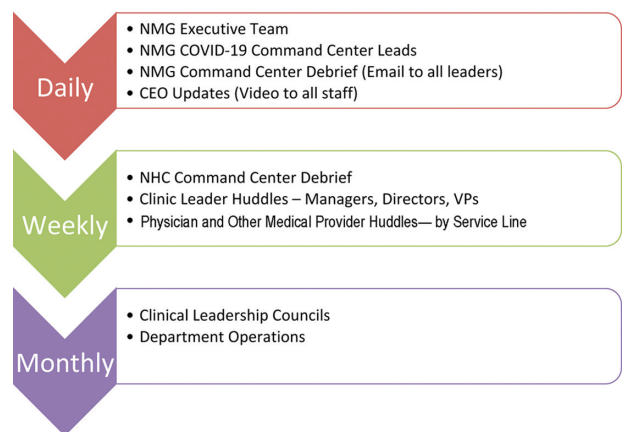 Daily
• NMG Executive Team
• NMG COVID-19 Command Center Leads
• NMG Command Center Debrief (Email to all leaders)
• CEO Updates (Video to all staff)
Weekly
• NHC Command Center Debrief
• Clinic Leader Huddles – Managers, Directors, VPs
• Physician and Other Medical Provider Huddles— by Service Line
Monthly
• Clinical Leadership Councils
• Department Operations